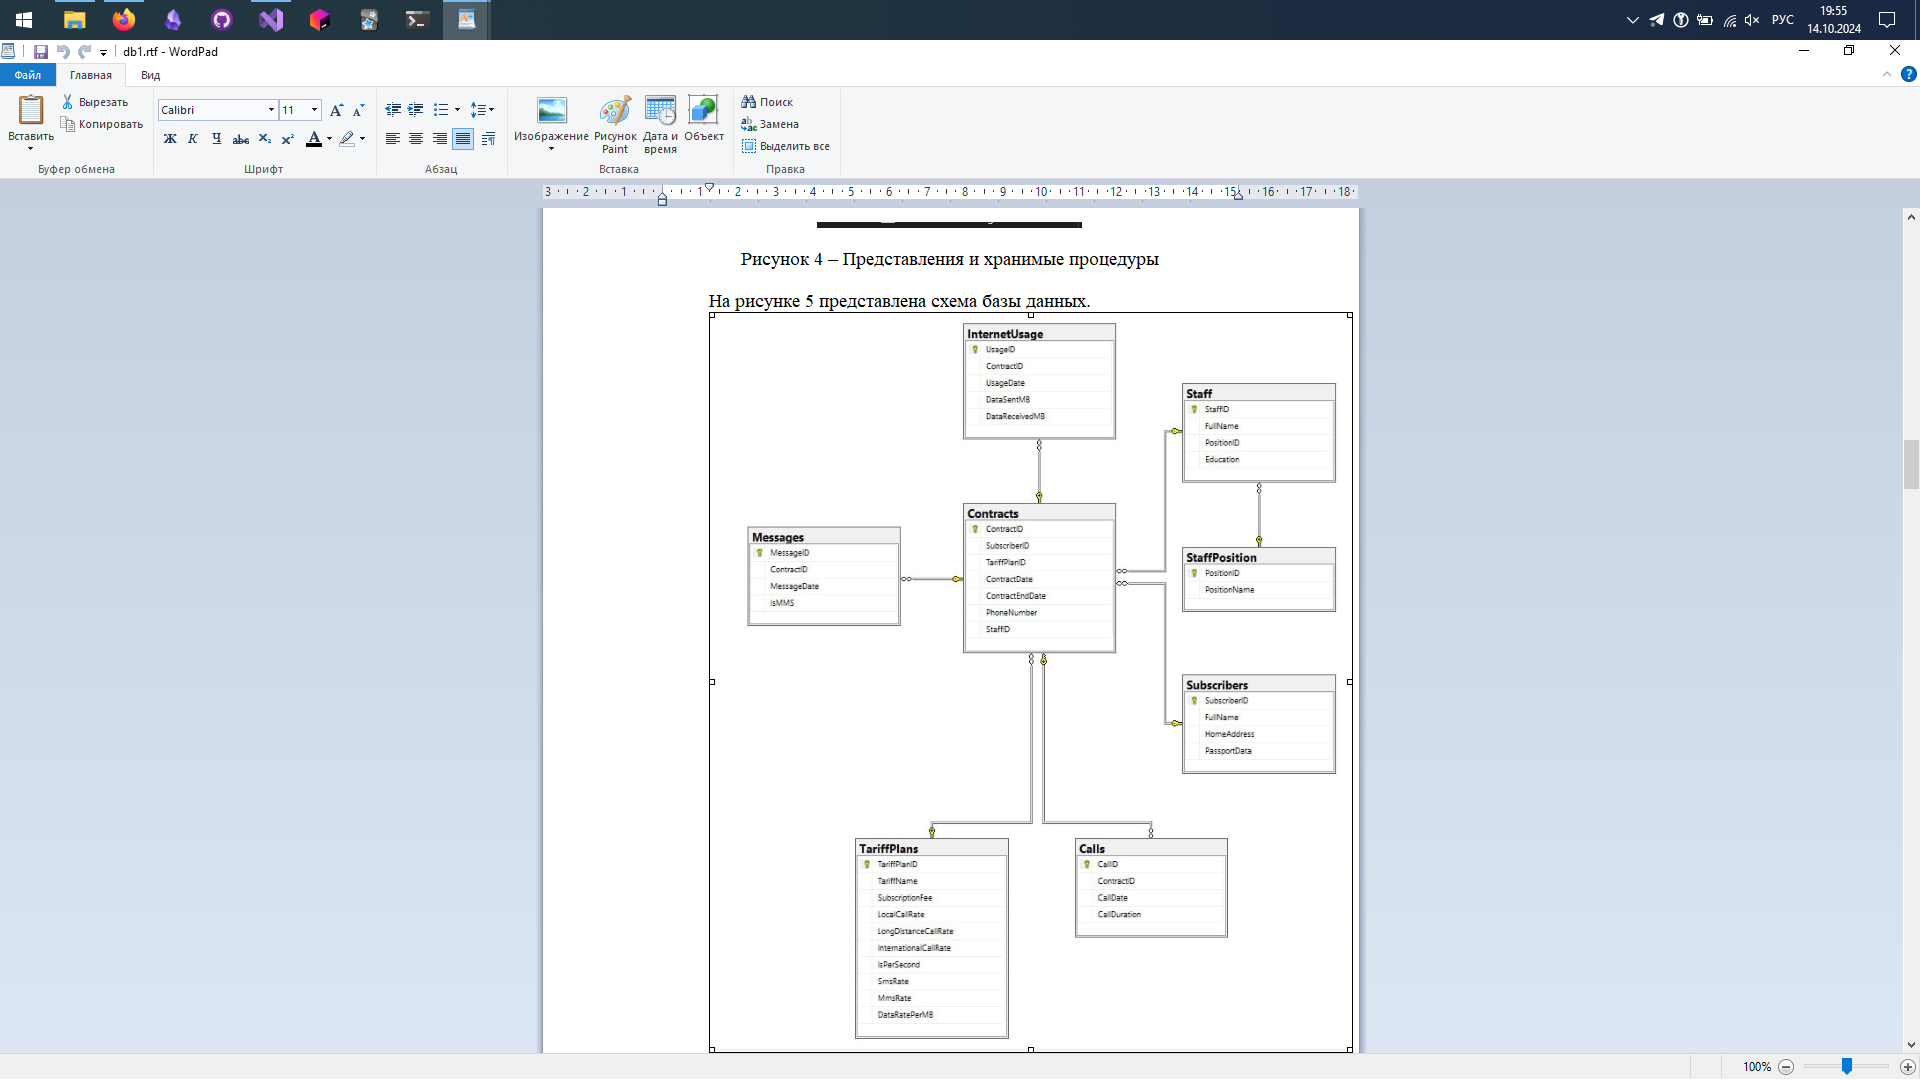 РУС
19:55
14.10.2024
db1.rtf - WordPad
Файл
Главная
Вид
Вставить
Вырезать
Копировать
Буфер обмена
Calibri
11
Ж К Ч abc X₂ X²
Шрифт
Абзац
Изображение
Рисунок Paint
Дата и время
Объект
Вставка
Поиск
Замена
Выделить все
Правка
3 2 1 1 2 3 4 5 6 7 8 9 10 11 12 13 14 15 16 17 18
Рисунок 4 – Представления и хранимые процедуры
На рисунке 5 представлена схема базы данных.
InternetUsage
UsageID
ContractID
UsageDate
DataSentMB
DataReceivedMB
Staff
StaffID
FullName
PositionID
Education
Contracts
ContractID
SubscriberID
TariffPlanID
ContractDate
ContractEndDate
PhoneNumber
StaffID
Messages
MessageID
ContractID
MessageDate
IsMMS
StaffPosition
PositionID
PositionName
Subscribers
SubscriberID
FullName
HomeAddress
PassportData
TariffPlans
TariffPlanID
TariffName
SubscriptionFee
LocalCallRate
LongDistanceCallRate
InternationalCallRate
IsPerSecond
SmsRate
MmsRate
DataRatePerMB
Calls
CallID
ContractID
CallDate
CallDuration
100%